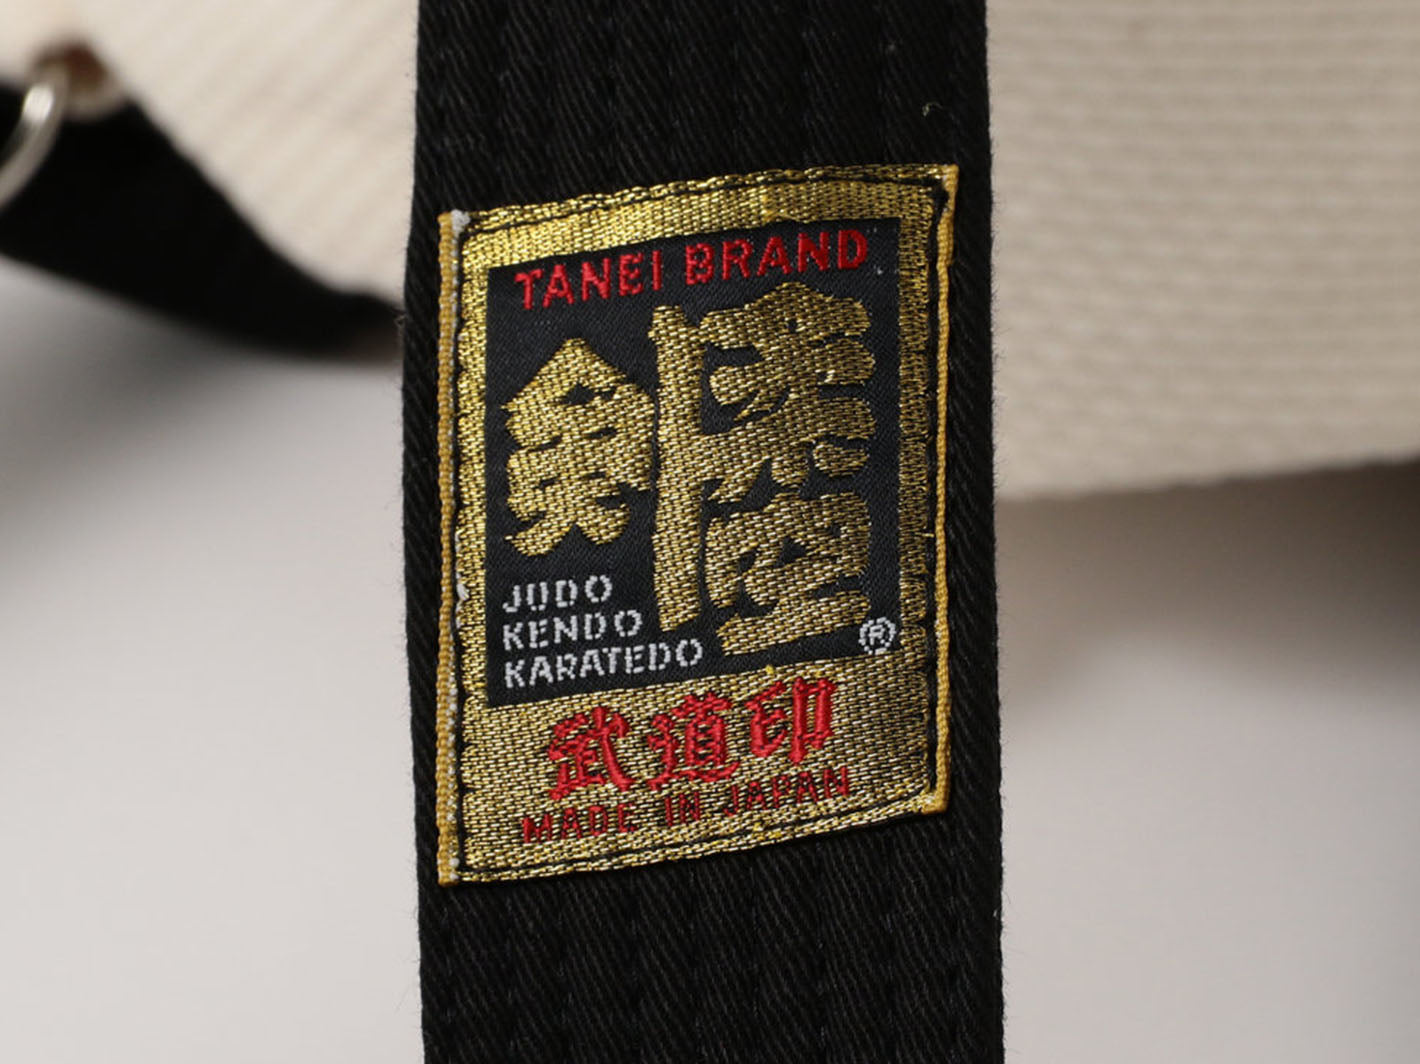 TANEI BRAND
JUDO
KENDO
KARATEDO
®
武道印
MADE IN JAPAN